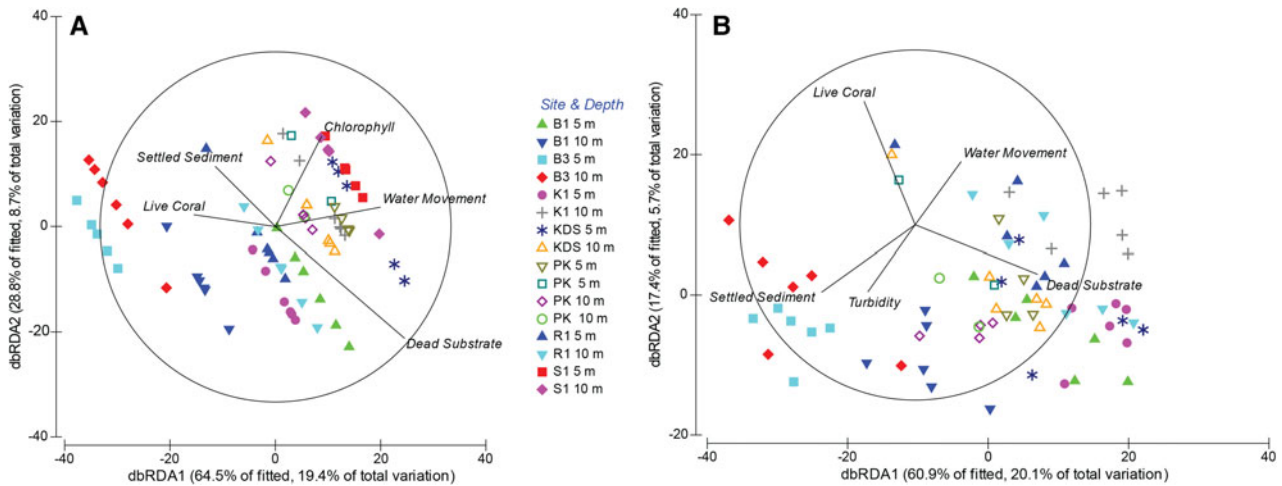 A
40
20
0
-20
-40
dbRDA2 (28.8% of fitted, 8.7% of total variation)
Chlorophyll
Settled Sediment
Live Coral
Water Movement
Dead Substrate
-40
-20
0
20
40
dbRDA1 (64.5% of fitted, 19.4% of total variation)
Site & Depth
B1 5 m
B1 10 m
B3 5 m
B3 10 m
K1 5 m
K1 10 m
KDS 5 m
KDS 10 m
PK 5 m
PK 5 m
PK 10 m
PK 10 m
R1 5 m
R1 10 m
S1 5 m
S1 10 m
B
40
20
0
-20
dbRDA2 (17.4% of fitted, 5.7% of total variation)
Live Coral
Water Movement
Settled Sediment
Turbidity
Dead Substrate
-40
-20
0
20
40
dbRDA1 (60.9% of fitted, 20.1% of total variation)